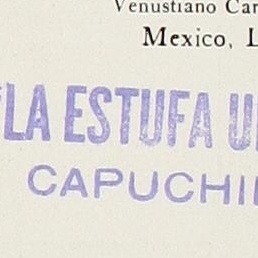 Venustiano Car
Mexico,
"LA ESTUFA U
CAPUCHI